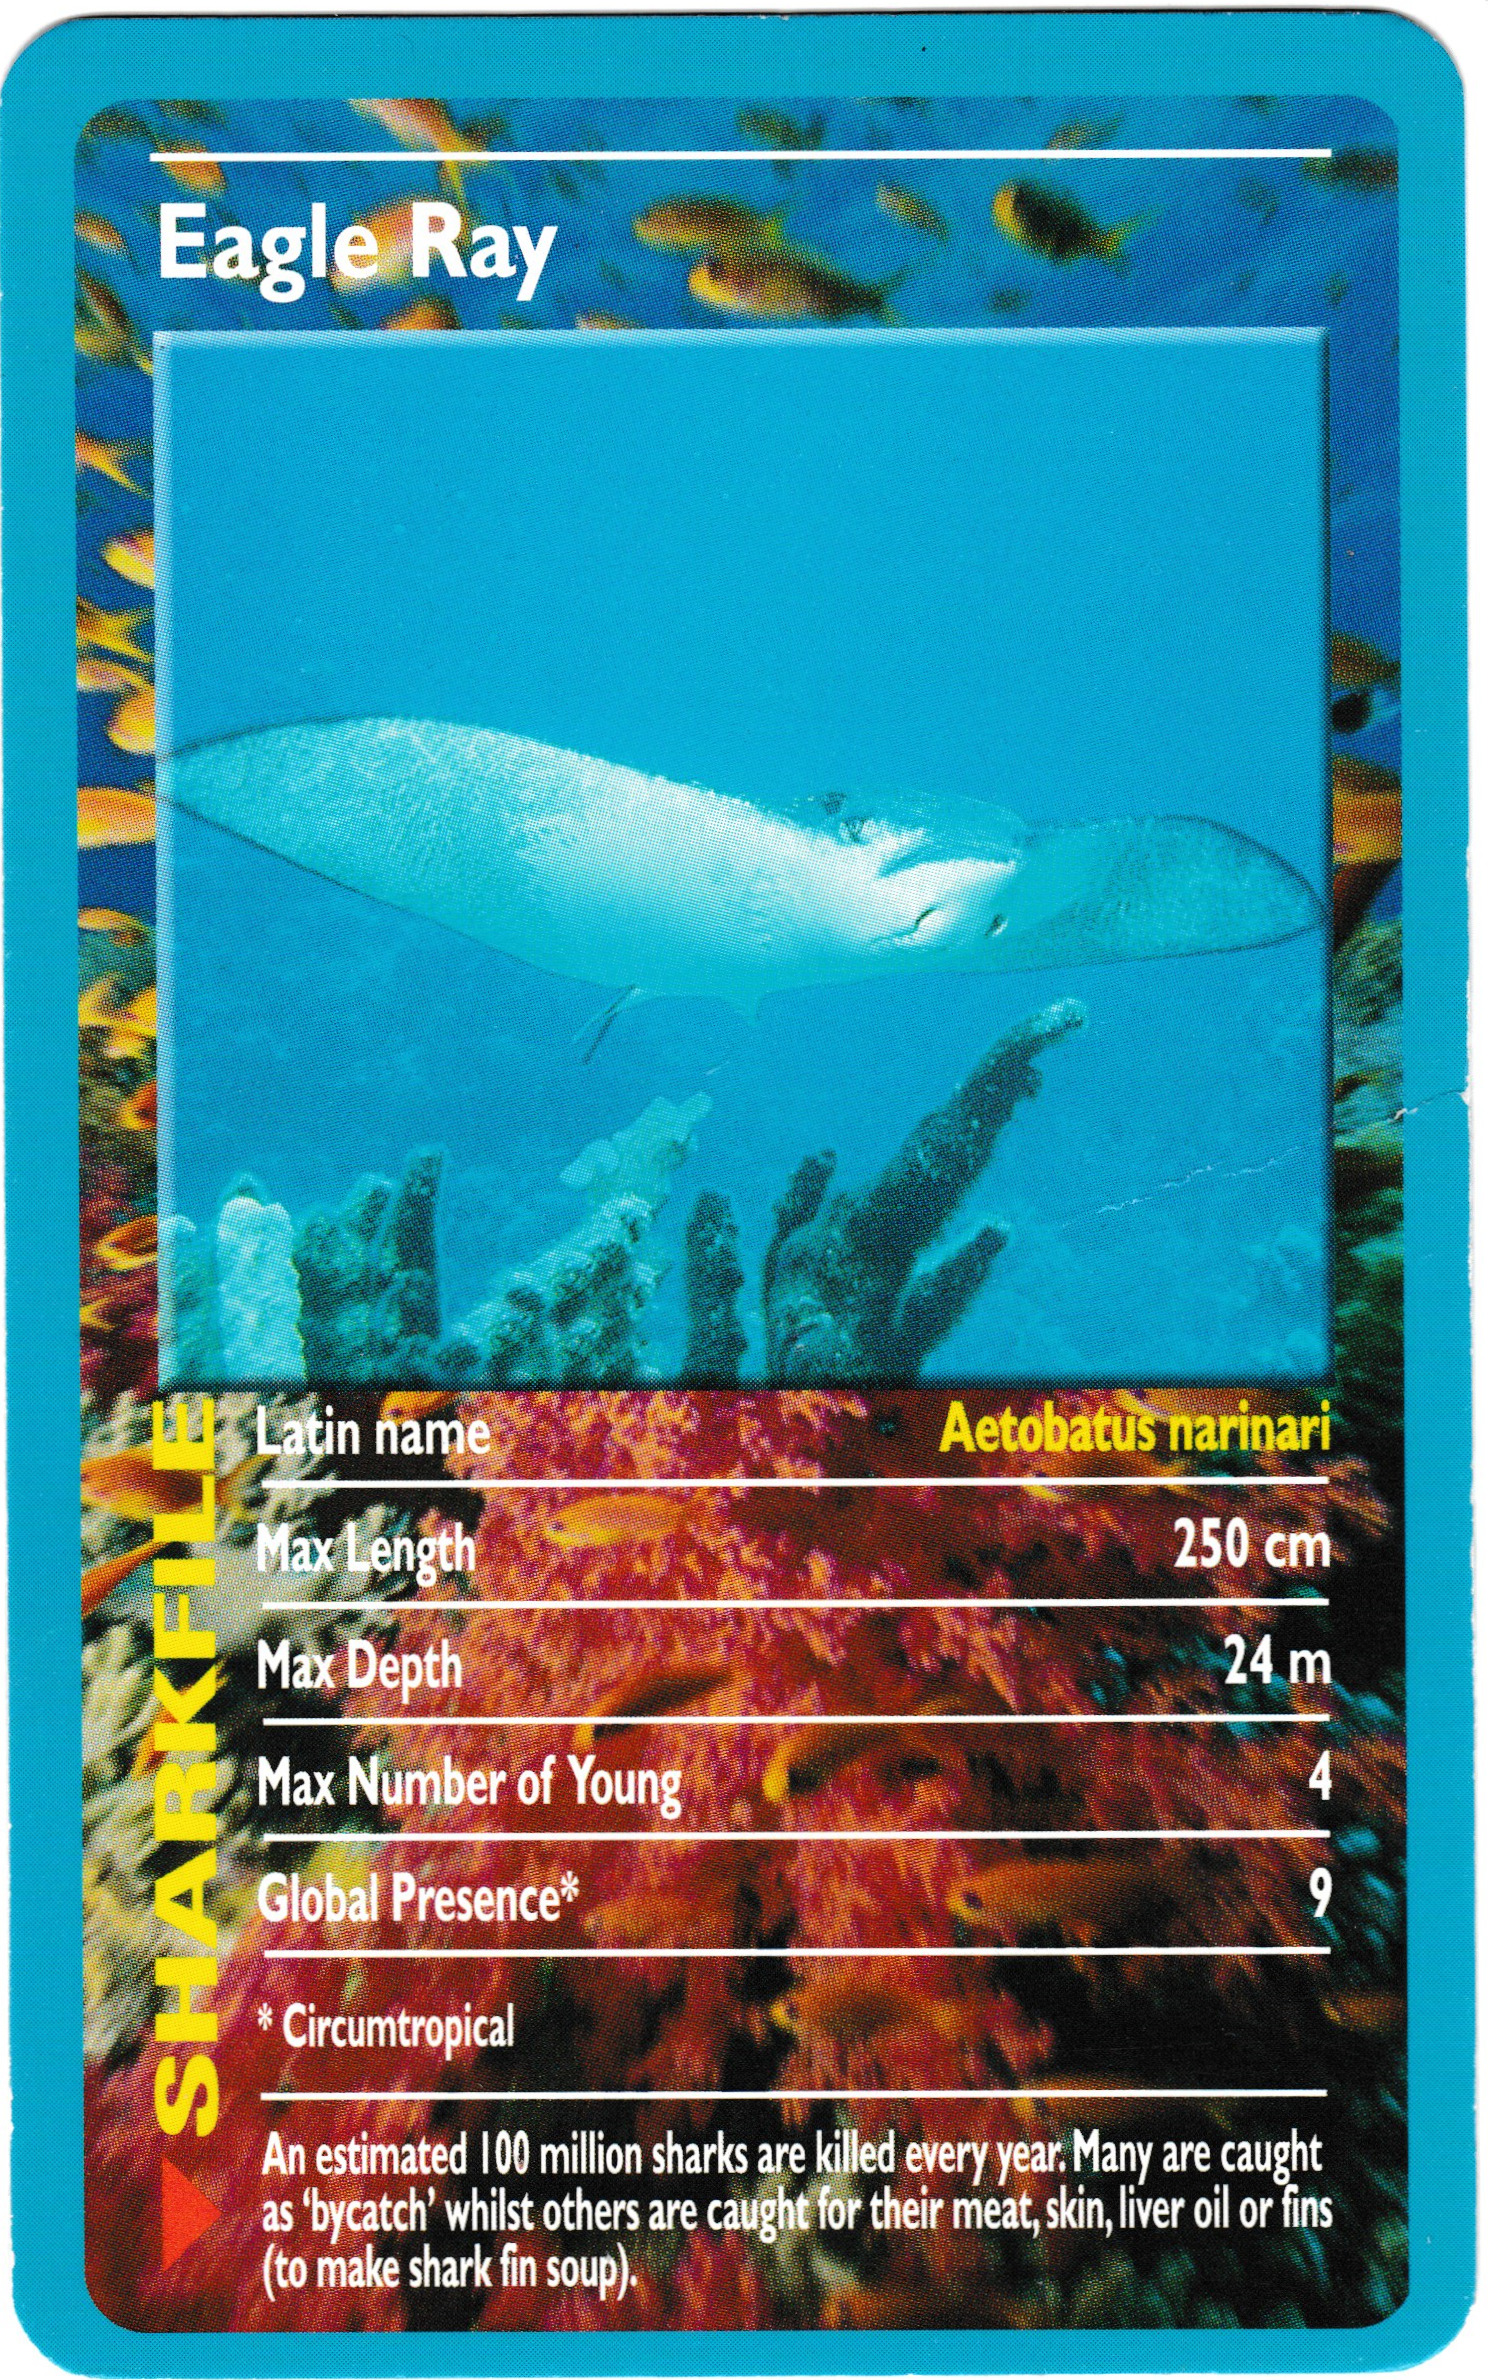 Eagle Ray
SHARKFILE
Latin name Aetobatus narinari
Max Length 250 cm
Max Depth 24 m
Max Number of Young 4
Global Presence* 9
* Circumtropical
An estimated 100 million sharks are killed every year. Many are caught
as ‘bycatch’ whilst others are caught for their meat, skin, liver oil or fins
(to make shark fin soup).